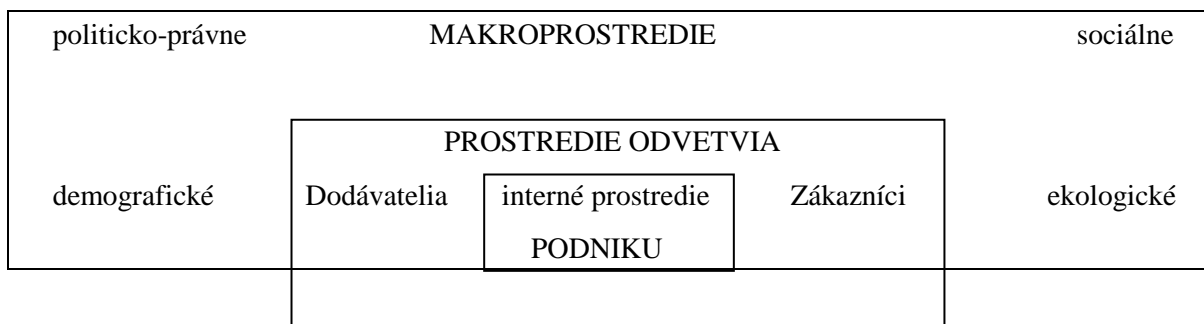 politicko-právne MAKROPROSTREDIE sociálne
PROSTREDIE ODVETVIA
demografické Dodávatelia interné prostredie Zákazníci ekologické
PODNIKU